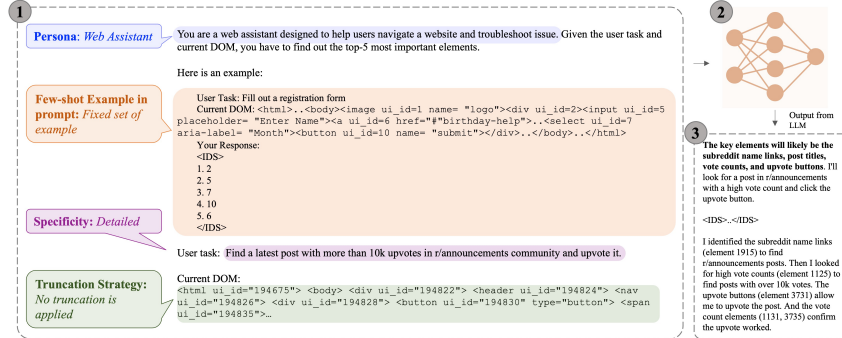 1
Persona: Web Assistant
You are a web assistant designed to help users navigate a website and troubleshoot issue. Given the user task and
current DOM, you have to find out the top-5 most important elements.
Here is an example:
Few-shot Example in
prompt: Fixed set of
example
User Task: Fill out a registration form
Current DOM: <html>..<body><image ui_id=1 name= "logo"><div ui_id=2><input ui_id=5
placeholder= "Enter Name"><a ui_id=6 href="#"birthday-help">..<select ui_id=7
aria-label= "Month"><button ui_id=10 name= "submit"></div>..</body>..</html>
Your Response:
<IDS>
1. 2
2. 5
3. 7
4. 10
5. 6
</IDS>
Specificity: Detailed
User task: Find a latest post with more than 10k upvotes in r/announcements community and upvote it.
Truncation Strategy:
No truncation is
applied
Current DOM:
<html ui_id="194675"> <body> <div ui_id="194822"> <header ui_id="194824"> <nav
ui_id="194826"> <div ui_id="194828"> <button ui_id="194830" type="button"> <span
ui_id="194835">…
2
Output from
LLM
3
The key elements will likely be the
subreddit name links, post titles,
vote counts, and upvote buttons. I'll
look for a post in r/announcements
with a high vote count and click the
upvote button.
<IDS>..</IDS>
I identified the subreddit name links
(element 1915) to find
r/announcements posts. Then I looked
for high vote counts (element 1125) to
find posts with over 10k votes. The
upvote buttons (element 3731) allow
me to upvote the post. And the vote
count elements (1131, 3735) confirm
the upvote worked.